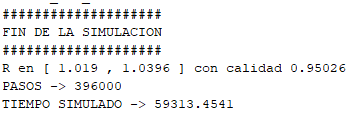 ####################
FIN DE LA SIMULACION
####################
R en [ 1.019 , 1.0396 ] con calidad 0.95026
PASOS -> 396000
TIEMPO SIMULADO -> 59313.4541